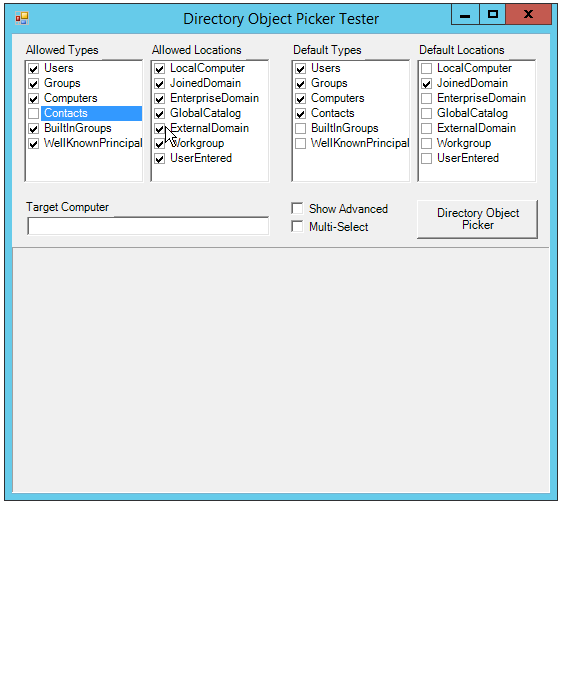 Directory Object Picker Tester
Allowed Types
Users
Groups
Computers
Contacts
BuiltInGroups
WellKnownPrincipal
Allowed Locations
LocalComputer
JoinedDomain
EnterpriseDomain
GlobalCatalog
ExternalDomain
Workgroup
UserEntered
Default Types
Users
Groups
Computers
Contacts
BuiltInGroups
WellKnownPrincipal
Default Locations
LocalComputer
JoinedDomain
EnterpriseDomain
GlobalCatalog
ExternalDomain
Workgroup
UserEntered
Target Computer
Show Advanced
Multi-Select
Directory Object
Picker